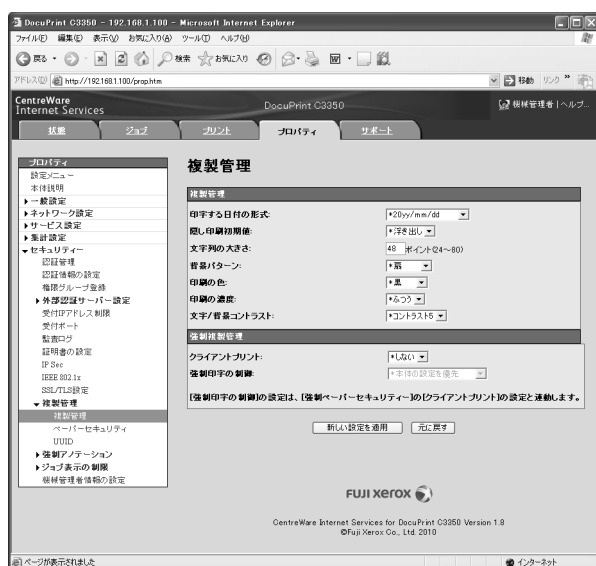 DocuPrint C3350 - 192.168.1.100 - Microsoft Internet Explorer
ファイル(F) 編集(E) 表示(V) お気に入り(A) ツール(T) ヘルプ(H)
戻る 検索 お気に入り
アドレス(D) http://192.168.1.100/prop.htm 移動 リンク »
CentreWare
Internet Services
DocuPrint C3350
機械管理者 | ヘルプ...
状態 ジョブ プリント プロパティ サポート
プロパティ
設定メニュー
本体説明
一般設定
ネットワーク設定
サービス設定
集計設定
セキュリティー
認証管理
認証情報の設定
権限グループ登録
外部認証サーバー設定
受付IPアドレス制限
受付ポート
監査ログ
証明書の設定
IP Sec
IEEE 802.1x
SSL/TLS設定
複製管理
複製管理
ペーパーセキュリティ
UUID
強制アノテーション
ジョブ表示の制限
機械管理者情報の設定
複製管理
複製管理
印字する日付の形式: *20yy/mm/dd
隠し印刷初期値: *浮き出し
文字列の大きさ: 48 ポイント(24～80)
背景パターン: *扇
印刷の色: *黒
印刷の濃度: *ふつう
文字/背景コントラスト: *コントラスト5
強制複製管理
クライアントプリント: *しない
強制印字の制御: *本体の設定を優先
[強制印字の制御]の設定は、[強制ペーパーセキュリティー]の[クライアントプリント]の設定と連動します。
新しい設定を適用 元に戻す
FUJI XEROX
CentreWare Internet Services for DocuPrint C3350 Version 1.8
©Fuji Xerox Co., Ltd. 2010
ページが表示されました インターネット